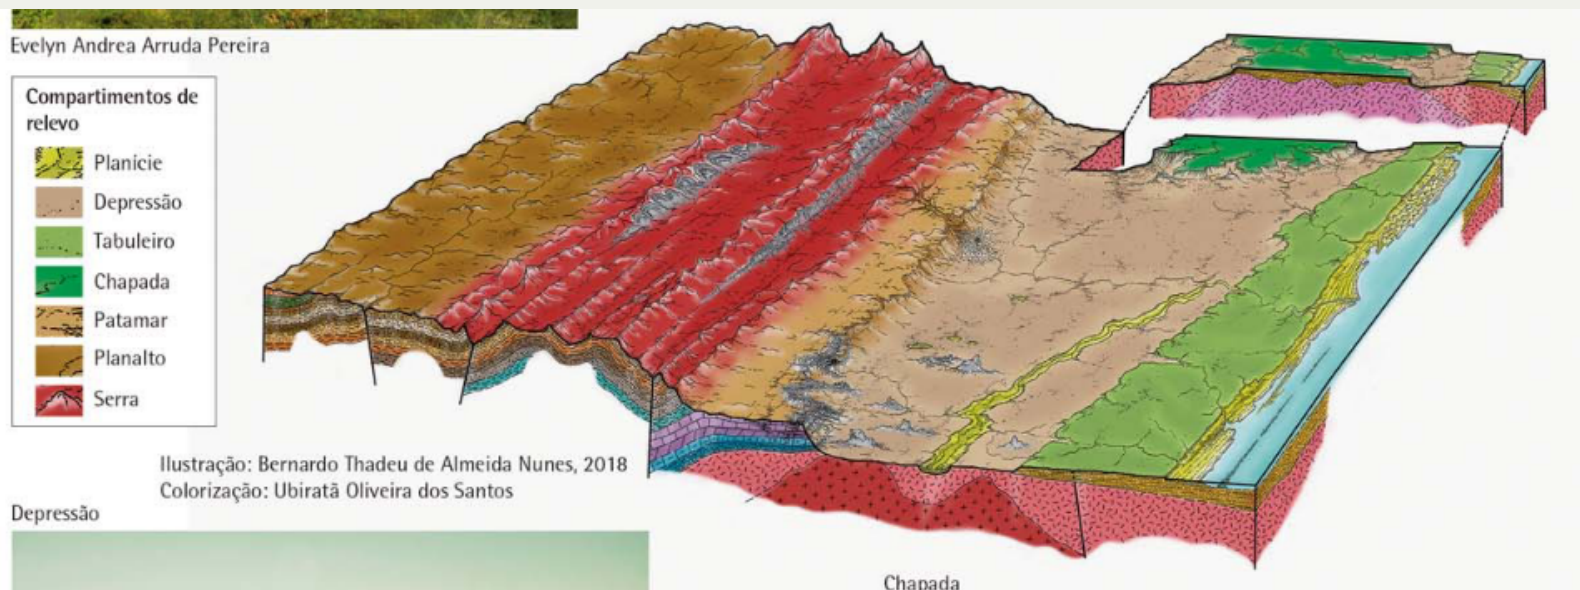 Evelyn Andrea Arruda Pereira
Compartimentos de
relevo
Planície
Depressão
Tabuleiro
Chapada
Patamar
Planalto
Serra
Ilustração: Bernardo Thadeu de Almeida Nunes, 2018
Colorização: Ubiratã Oliveira dos Santos
Depressão
Chapada